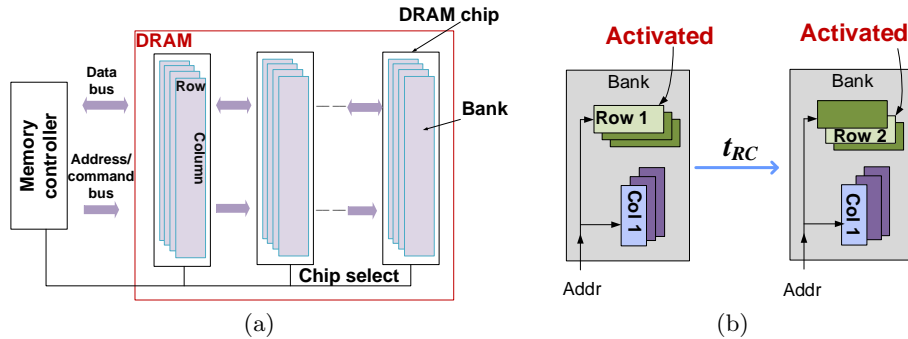 DRAM chip
DRAM
Data
bus
Row
Column
Bank
Memory
controller
Address/
command
bus
Chip select
(a)
Activated
Bank
Row 1
Col 1
Addr
t_RC
Activated
Bank
Row 2
Col 1
Addr
(b)